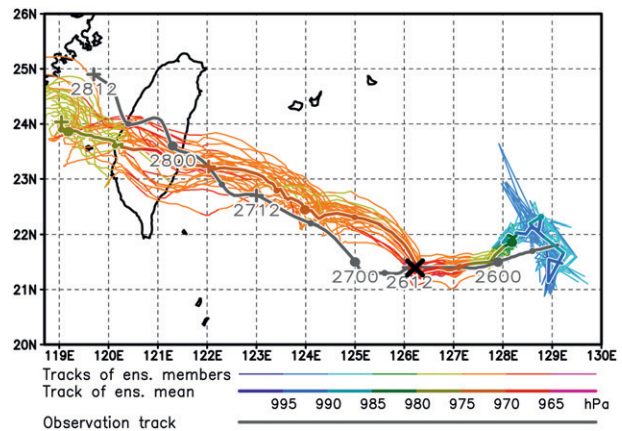 26N
25N
24N
23N
22N
21N
20N
2812
2800
2712
2700
2612
2600
119E 120E 121E 122E 123E 124E 125E 126E 127E 128E 129E 130E
Tracks of ens. members
Track of ens. mean
995 990 985 980 975 970 965 hPa
Observation track